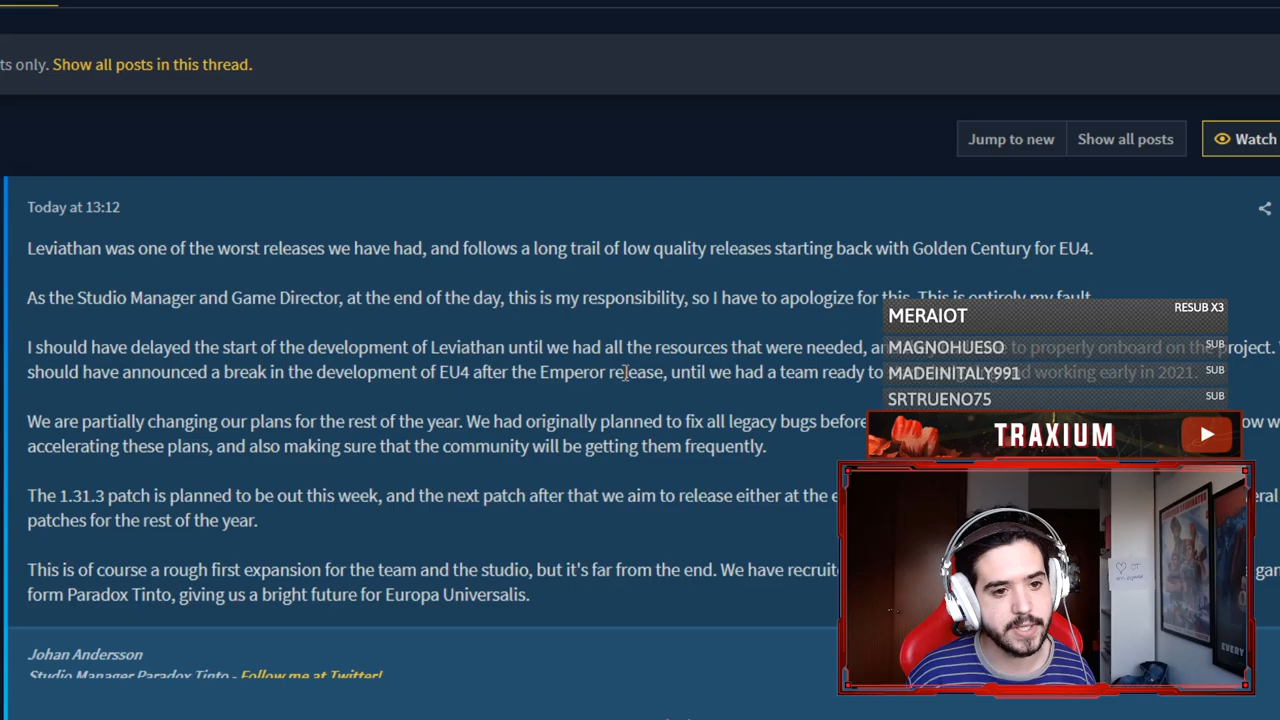 ts only. Show all posts in this thread.
Jump to new
Show all posts
Watch
Today at 13:12
Leviathan was one of the worst releases we have had, and follows a long trail of low quality releases starting back with Golden Century for EU4.
As the Studio Manager and Game Director, at the end of the day, this is my responsibility, so I have to apologize for this. This is entirely my fault.
I should have delayed the start of the development of Leviathan until we had all the resources that were needed, to properly onboard on the project.
should have announced a break in the development of EU4 after the Emperor release, until we had a team ready to working early in 2021.
We are partially changing our plans for the rest of the year. We had originally planned to fix all legacy bugs before
accelerating these plans, and also making sure that the community will be getting them frequently.
The 1.31.3 patch is planned to be out this week, and the next patch after that we aim to release either at the e
patches for the rest of the year.
This is of course a rough first expansion for the team and the studio, but it's far from the end. We have recruite
form Paradox Tinto, giving us a bright future for Europa Universalis.
Johan Andersson
Studio Manager Paradox Tinto - Follow me at Twitter!
MERAIOT RESUB X3
MAGNOHUESO SUB
MADEINITALY991 SUB
SRTRUENO75 SUB
TRAXIUM
EVERY